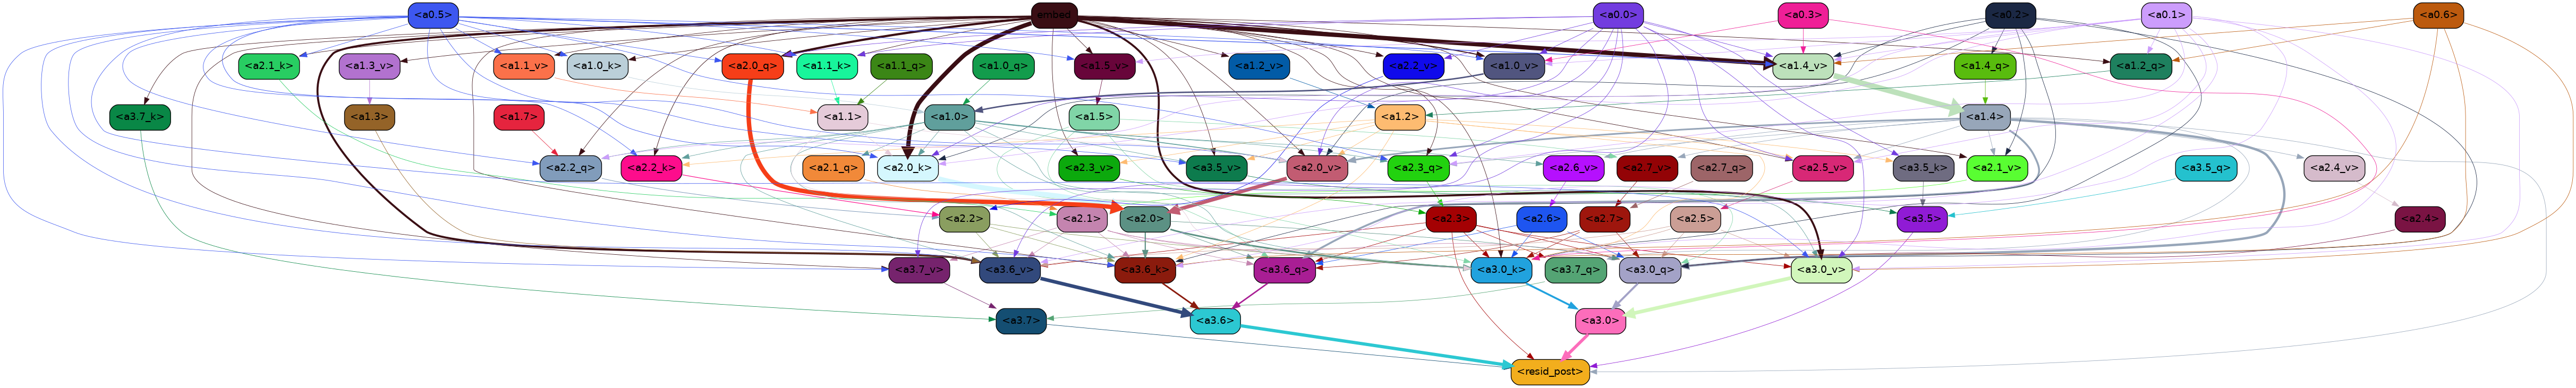 <a0.5> embed <a0.0> <a0.3> <a0.2> <a0.1> <a0.6>
<a2.1_k> <a1.3_v> <a1.1_v> <a1.0_k> <a2.0_q> <a1.1_k> <a1.1_q> <a1.0_q> <a1.5_v> <a1.2_v> <a2.2_v> <a1.0_v> <a1.4_v> <a1.4_q> <a1.2_q>
<a3.7_k> <a1.3> <a1.7> <a1.1> <a1.0> <a1.5> <a1.2> <a1.4>
<a2.2_q> <a2.2_k> <a2.1_q> <a2.0_k> <a2.3_v> <a3.5_v> <a2.0_v> <a2.3_q> <a2.6_v> <a2.7_v> <a2.7_q> <a2.5_v> <a3.5_k> <a2.1_v> <a3.5_q> <a2.4_v>
<a2.2> <a2.1> <a2.0> <a2.3> <a2.6> <a2.7> <a2.5> <a3.5> <a2.4>
<a3.7_v> <a3.6_v> <a3.6_k> <a3.6_q> <a3.0_k> <a3.7_q> <a3.0_q> <a3.0_v>
<a3.7> <a3.6> <a3.0>
<resid_post>